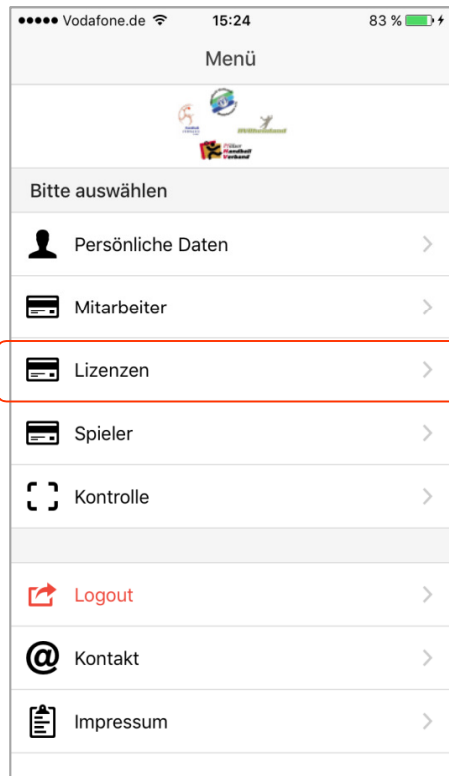 Vodafone.de 15:24 83 %
Menü
Pfälzer
Handball
Verband
Bitte auswählen
Persönliche Daten
Mitarbeiter
Lizenzen
Spieler
Kontrolle
Logout
Kontakt
Impressum